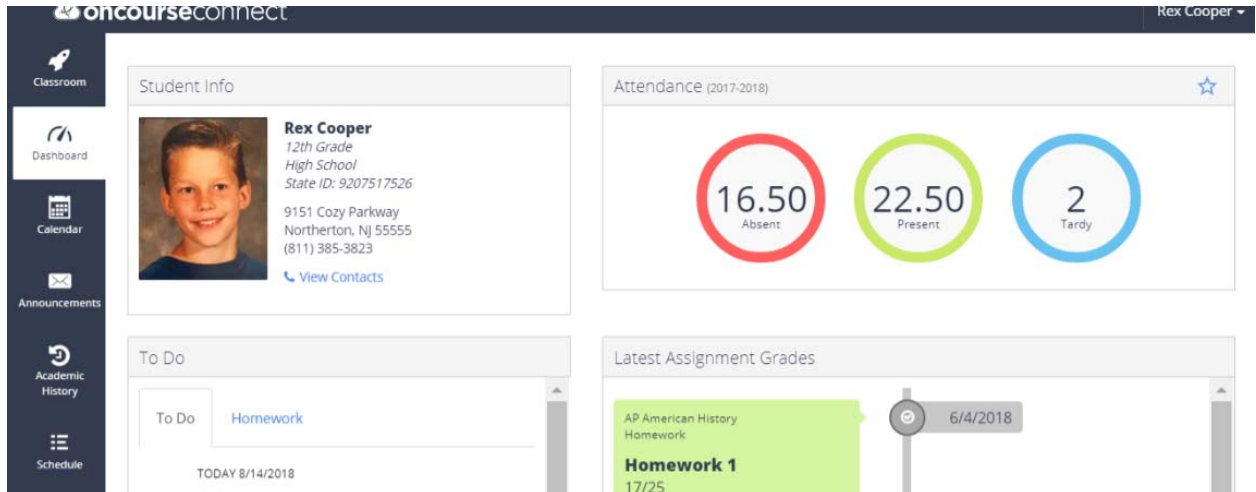 oncourseconnect
Rex Cooper
Classroom
Dashboard
Calendar
Announcements
Academic
History
Schedule
Student Info
Rex Cooper
12th Grade
High School
State ID: 9207517526
9151 Cozy Parkway
Northerton, NJ 55555
(811) 385-3823
View Contacts
Attendance (2017-2018)
16.50
Absent
22.50
Present
2
Tardy
To Do
To Do Homework
TODAY 8/14/2018
Latest Assignment Grades
AP American History
Homework
Homework 1
17/25
6/4/2018